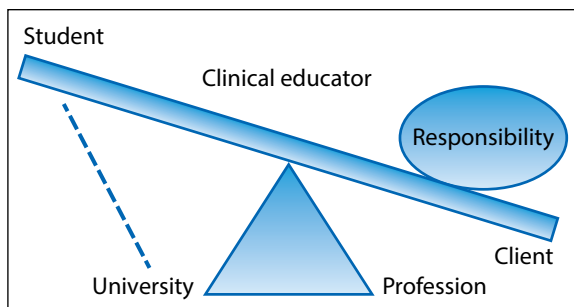 Student
Clinical educator
Responsibility
Client
University
Profession